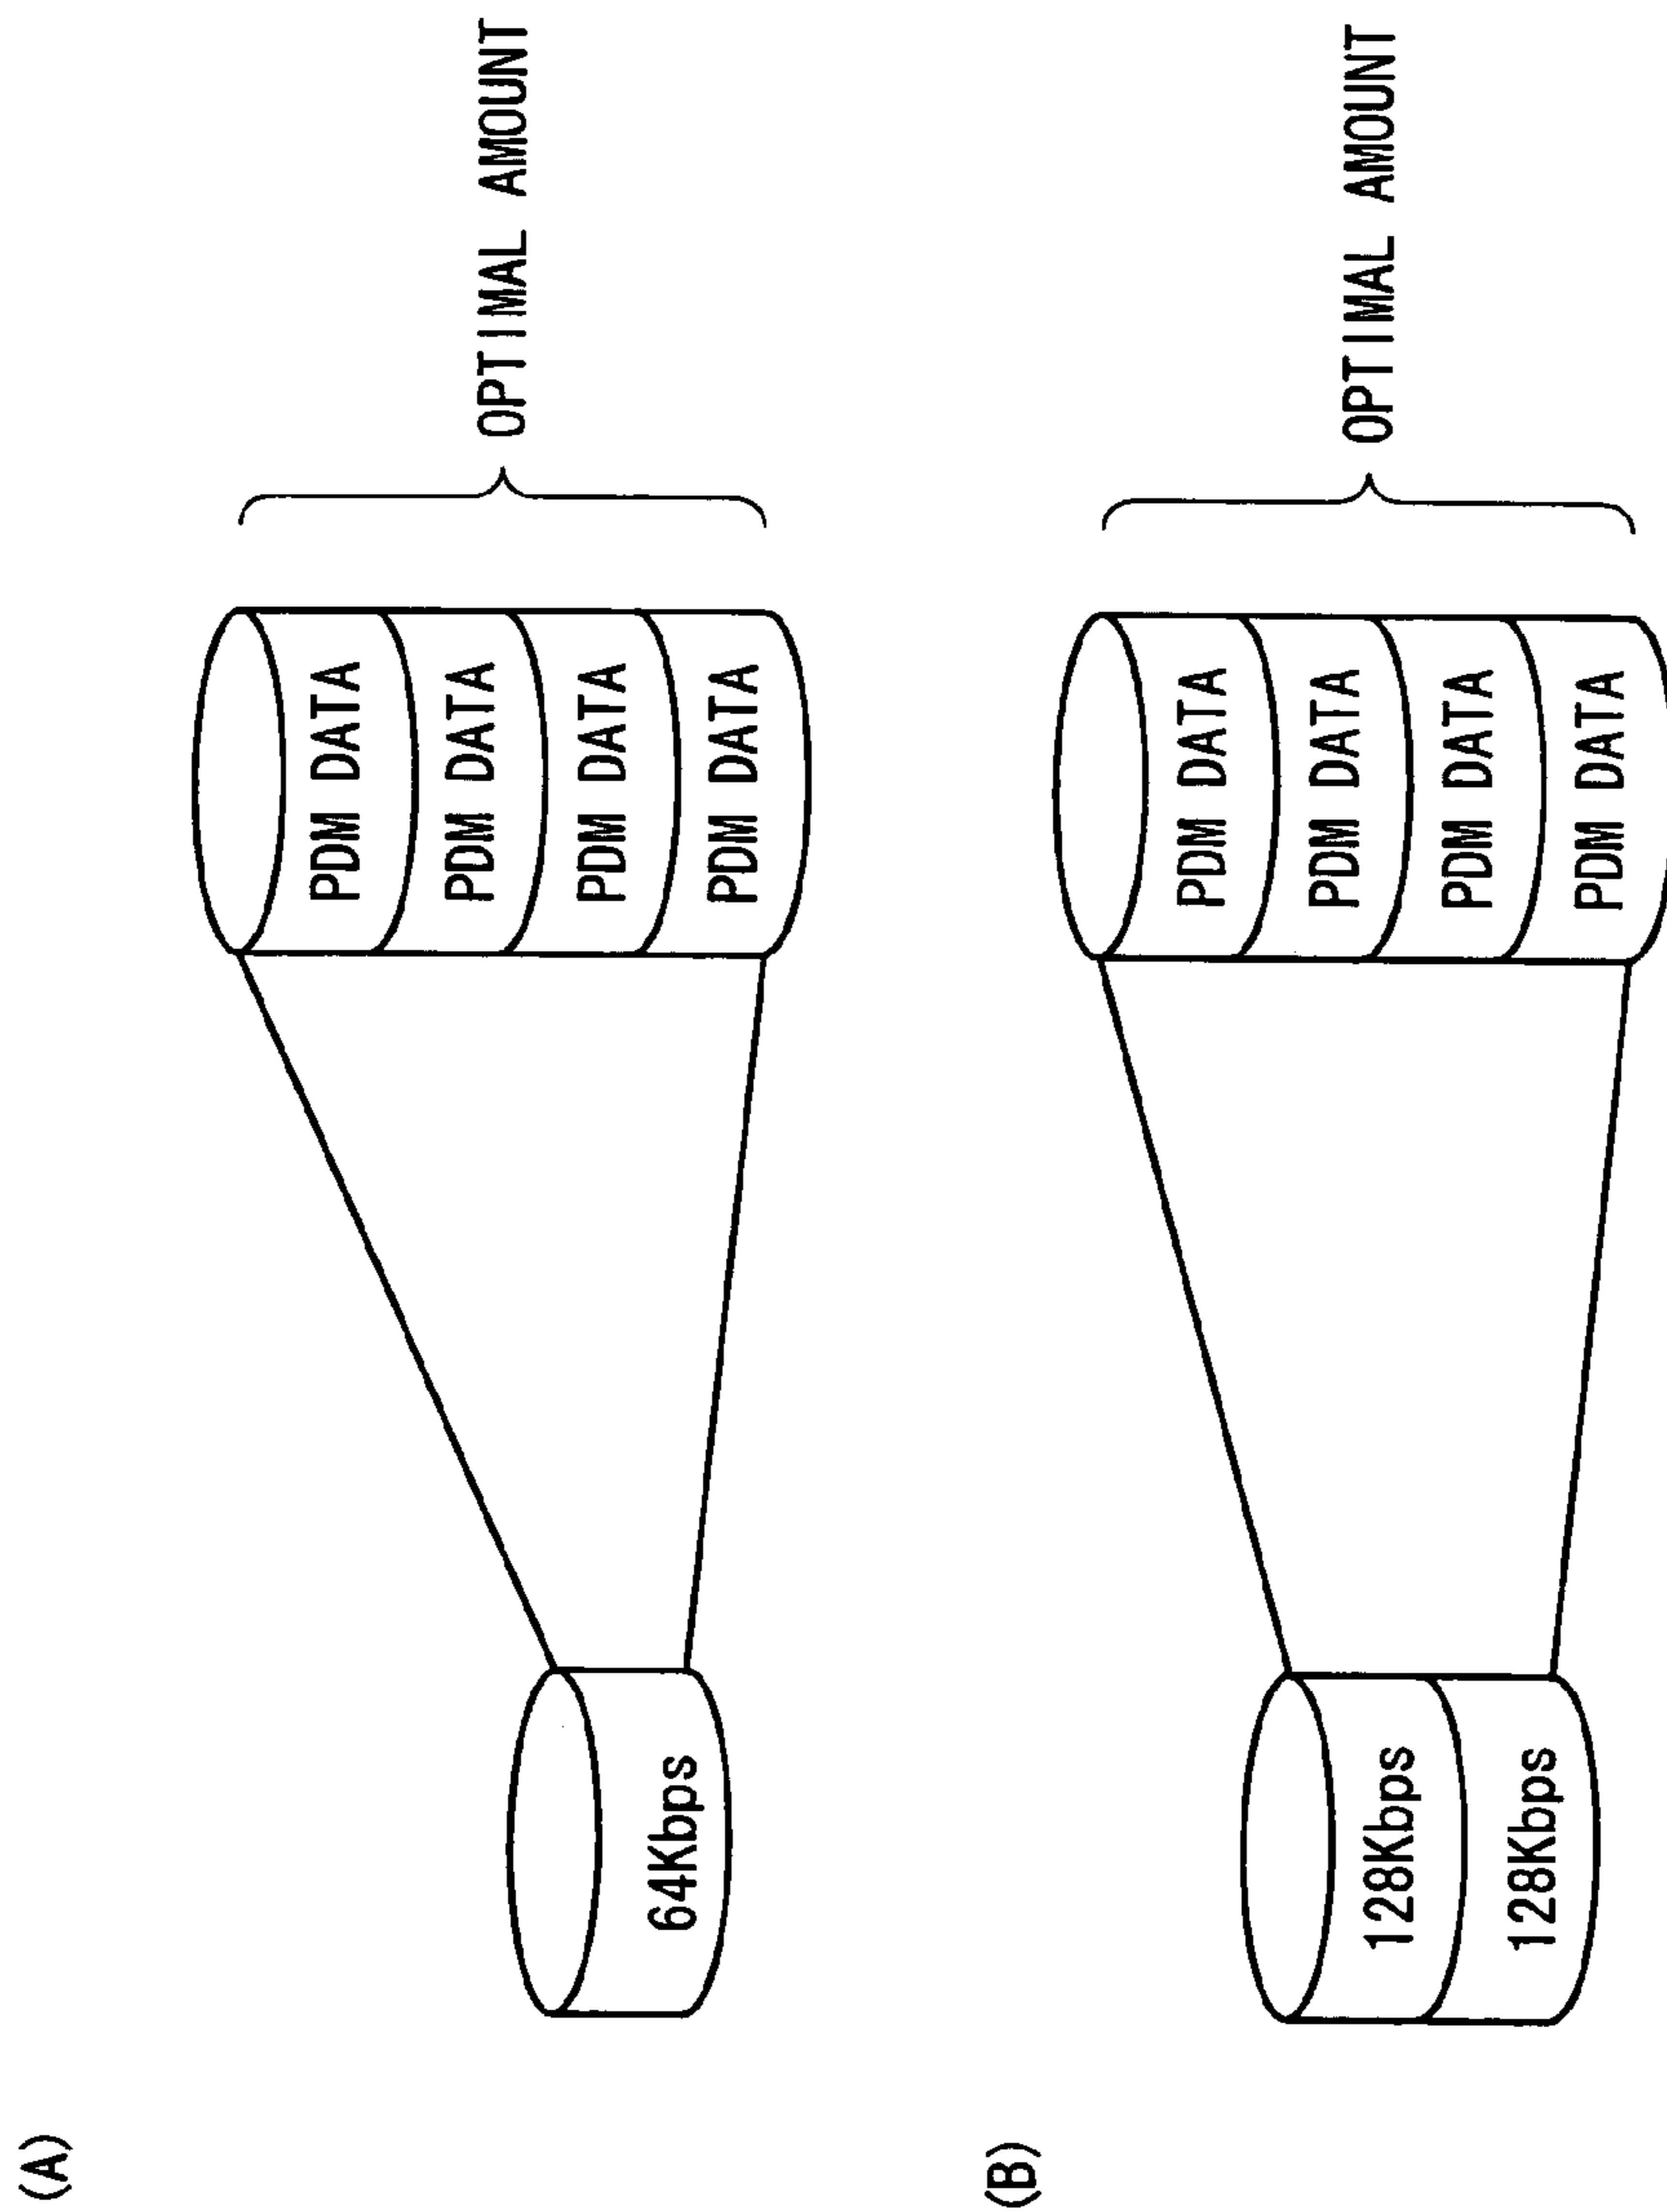 (A)
64Kbps
PDM DATA
PDM DATA
PDM DATA
PDM DATA
OPTIMAL AMOUNT
(B)
128Kbps
128Kbps
PDM DATA
PDM DATA
PDM DATA
PDM DATA
OPTIMAL AMOUNT